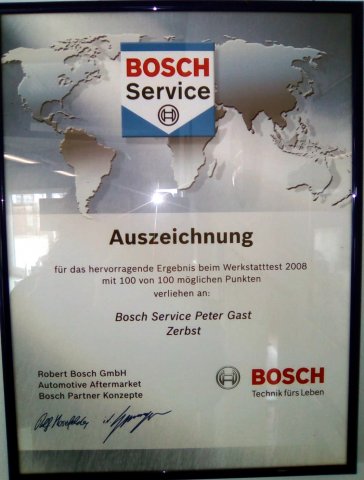 BOSCH
Service
Auszeichnung
für das hervorragende Ergebnis beim Werkstatttest 2008
mit 100 von 100 möglichen Punkten
verliehen an:
Bosch Service Peter Gast
Zerbst
Robert Bosch GmbH
Automotive Aftermarket
Bosch Partner Konzepte
BOSCH
Technik fürs Leben